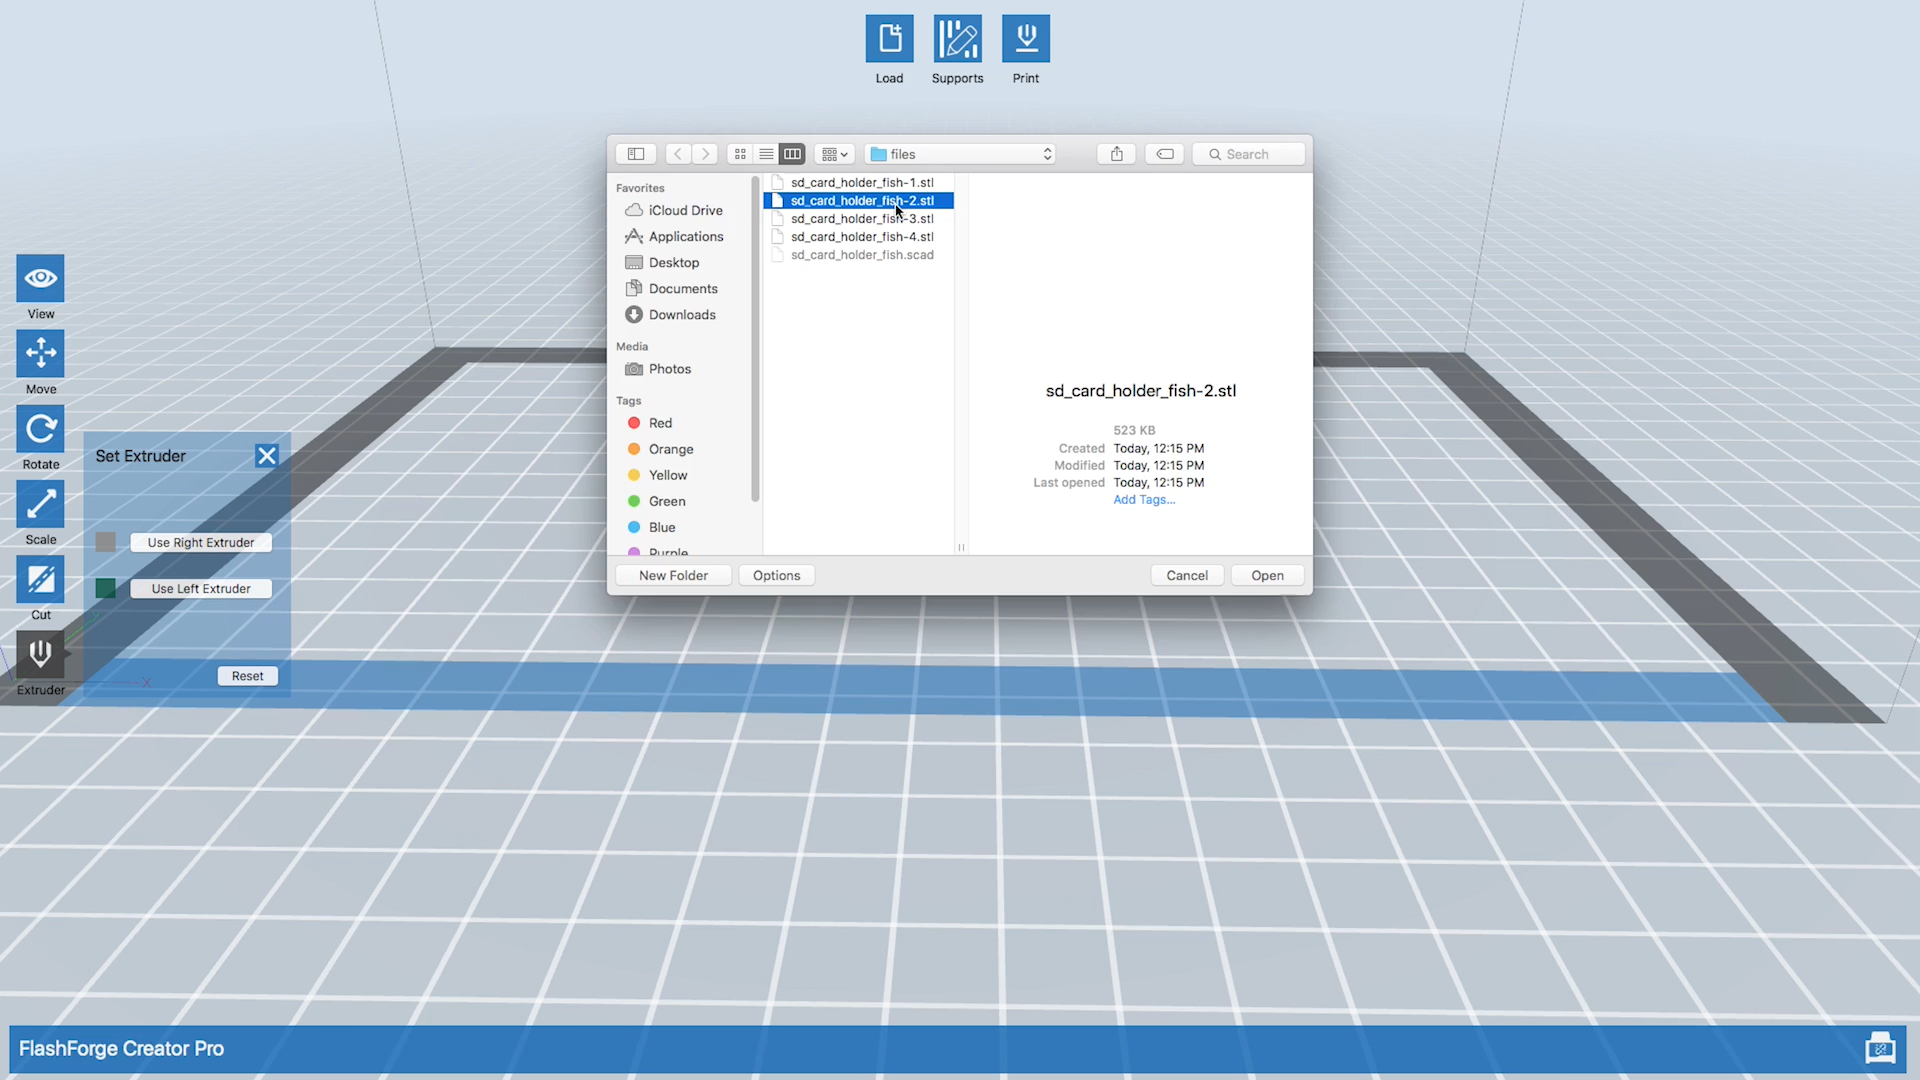 Load
Supports
Print
files
Search
Favorites
iCloud Drive
Applications
Desktop
Documents
Downloads
Media
Photos
Tags
Red
Orange
Yellow
Green
Blue
Purple
sd_card_holder_fish-1.stl
sd_card_holder_fish-2.stl
sd_card_holder_fish-3.stl
sd_card_holder_fish-4.stl
sd_card_holder_fish.scad
sd_card_holder_fish-2.stl
523 KB
Created Today, 12:15 PM
Modified Today, 12:15 PM
Last opened Today, 12:15 PM
Add Tags...
New Folder
Options
Cancel
Open
View
Move
Rotate
Scale
Cut
Extruder
Set Extruder
Use Right Extruder
Use Left Extruder
Reset
X
FlashForge Creator Pro